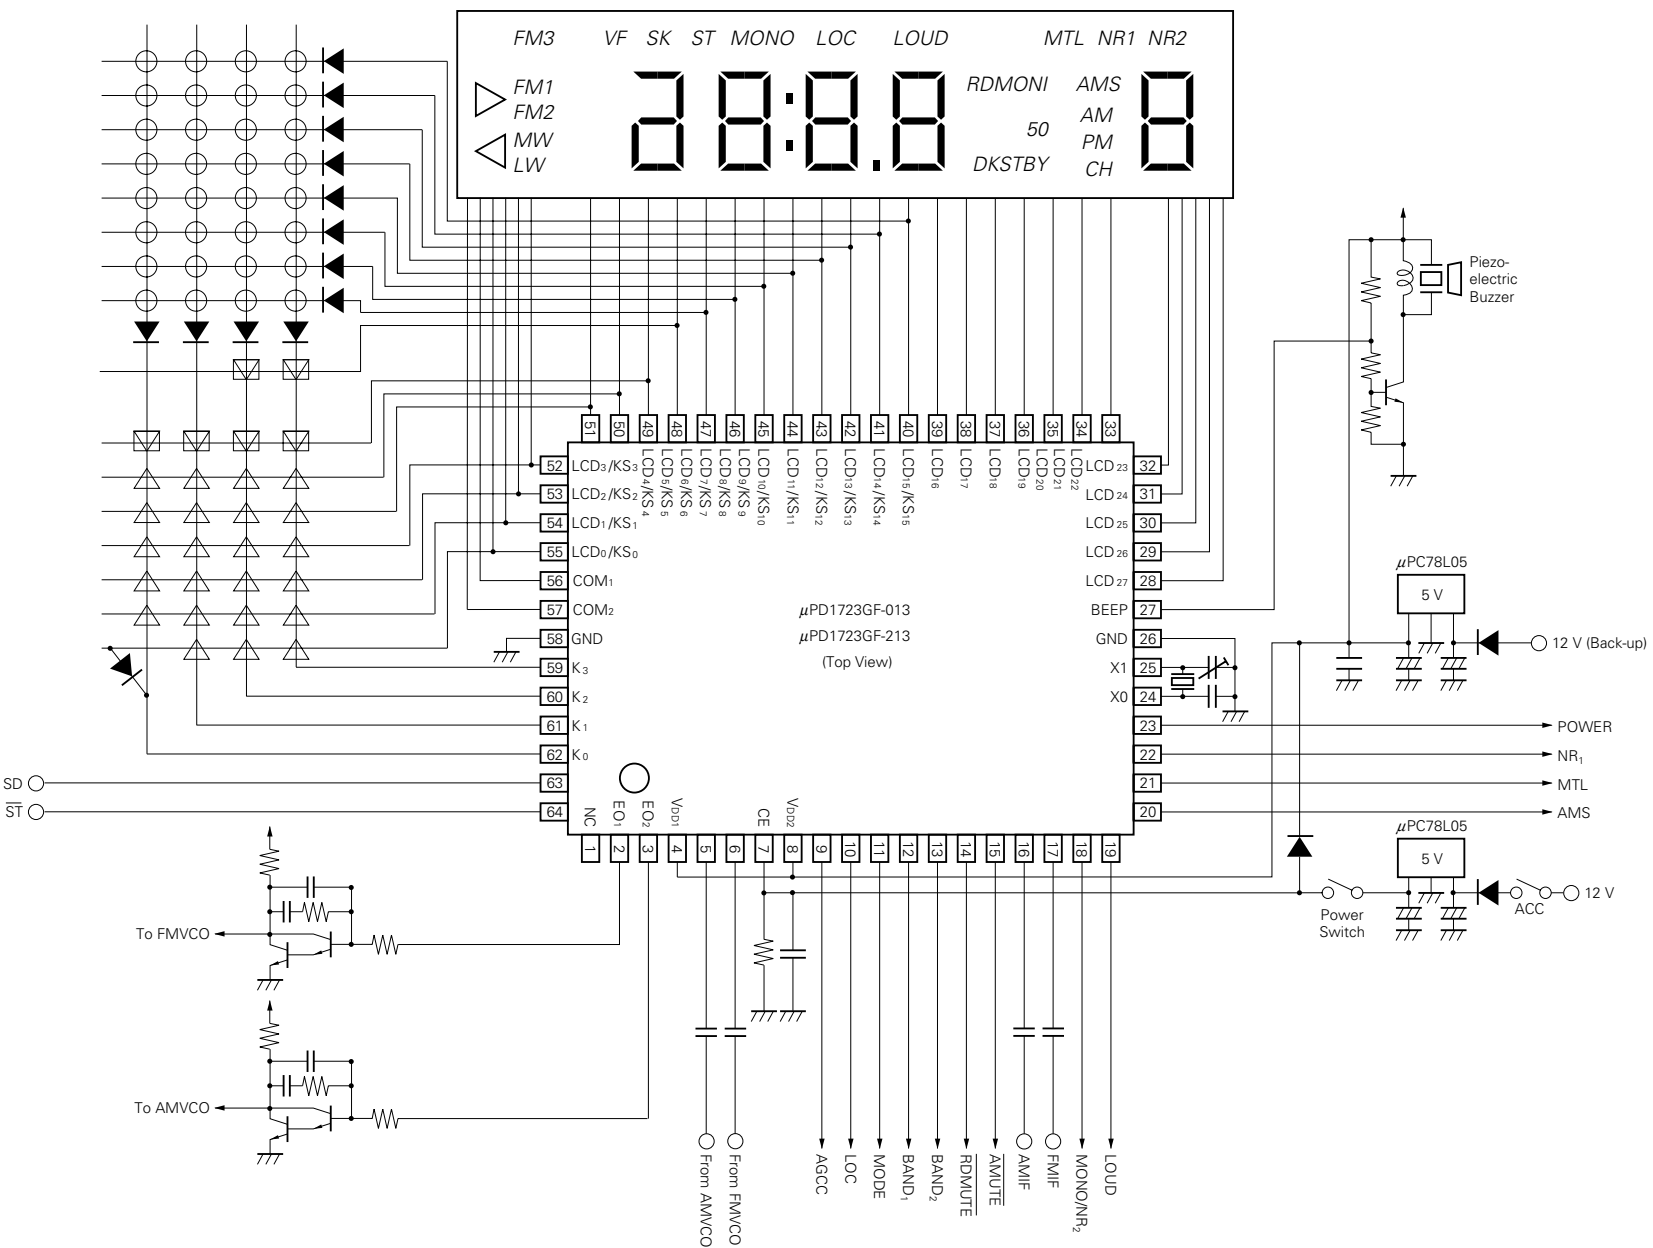 FM3 VF SK ST MONO LOC LOUD MTL NR1 NR2
FM1
FM2
MW
LW
28:8.8
RDMONI
50
DKSTBY
AMS
AM
PM
CH
8
Piezo-
electric
Buzzer
51 50 49 48 47 46 45 44 43 42 41 40 39 38 37 36 35 34 33
LCD4/KS4
LCD5/KS5
LCD6/KS6
LCD7/KS7
LCD8/KS8
LCD9/KS9
LCD10/KS10
LCD11/KS11
LCD12/KS12
LCD13/KS13
LCD14/KS14
LCD15/KS15
LCD16
LCD17
LCD18
LCD19
LCD20
LCD21
LCD22
52 LCD3/KS3
53 LCD2/KS2
54 LCD1/KS1
55 LCD0/KS0
56 COM1
57 COM2
58 GND
59 K3
60 K2
61 K1
62 K0
63
64
SD
ST
LCD23 32
LCD24 31
LCD25 30
LCD26 29
LCD27 28
BEEP 27
GND 26
X1 25
X0 24
23
22
21
20
μPD1723GF-013
μPD1723GF-213
(Top View)
μPC78L05
5 V
12 V (Back-up)
POWER
NR1
MTL
AMS
μPC78L05
5 V
Power
Switch
ACC
12 V
NC
EO1
EO2
VDD1
CE
VDD2
1 2 3 4 5 6 7 8 9 10 11 12 13 14 15 16 17 18 19
To FMVCO
To AMVCO
From AMVCO
From FMVCO
AGCC
LOC
MODE
BAND1
BAND2
RDMUTE
AMUTE
AMIF
FMIF
MONO/NR2
LOUD